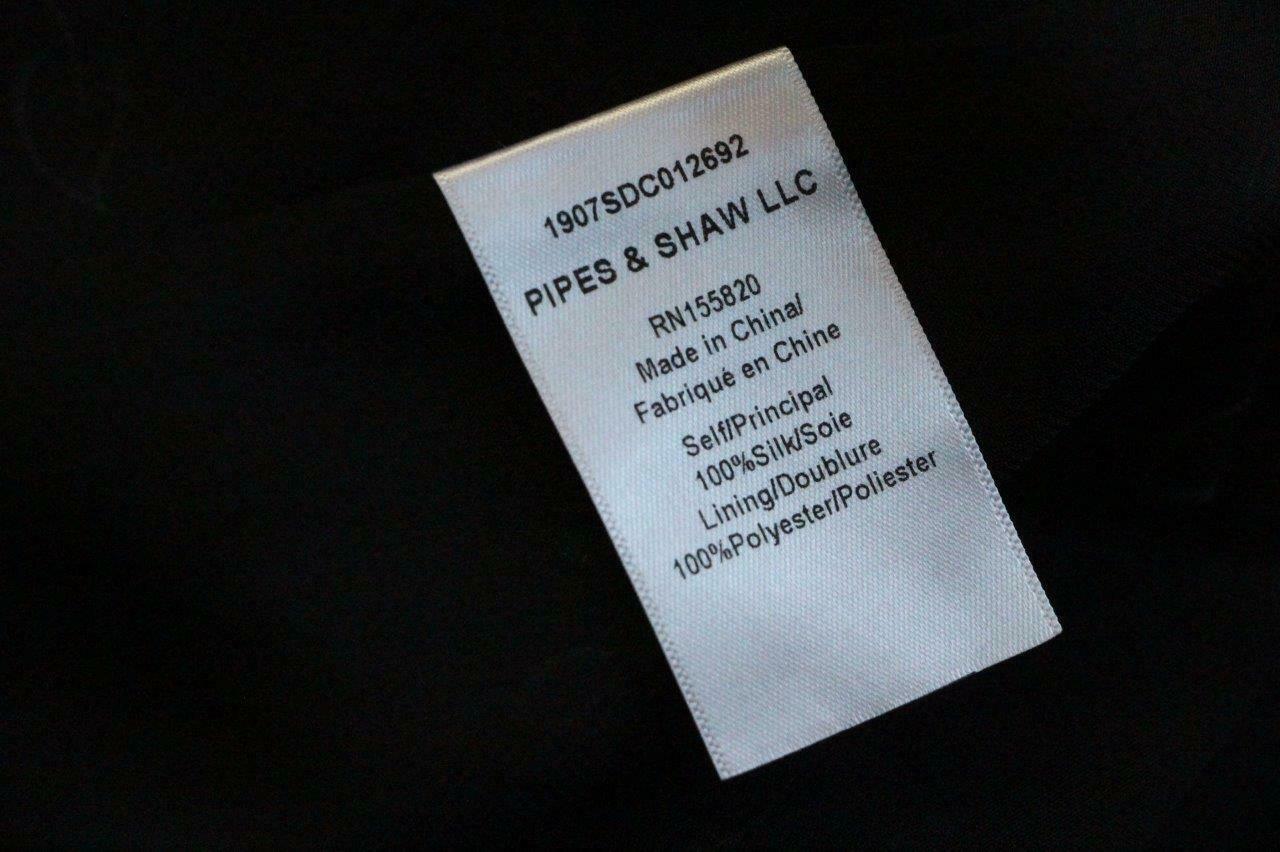 1907SDC012692
PIPES & SHAW LLC
RN155820
Made in China/
Fabriqué en Chine
Self/Principal
100%Silk/Soie
Lining/Doublure
100%Polyester/Poliester